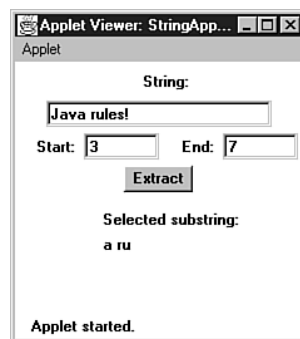 Applet Viewer: StringApp...
Applet
String:
Java rules!
Start: 3 End: 7
Extract
Selected substring:
a ru
Applet started.